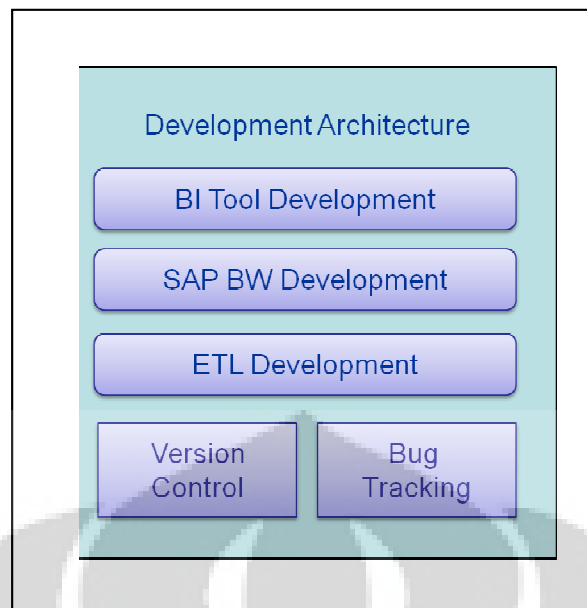 Development Architecture
BI Tool Development
SAP BW Development
ETL Development
Version
Control
Bug
Tracking